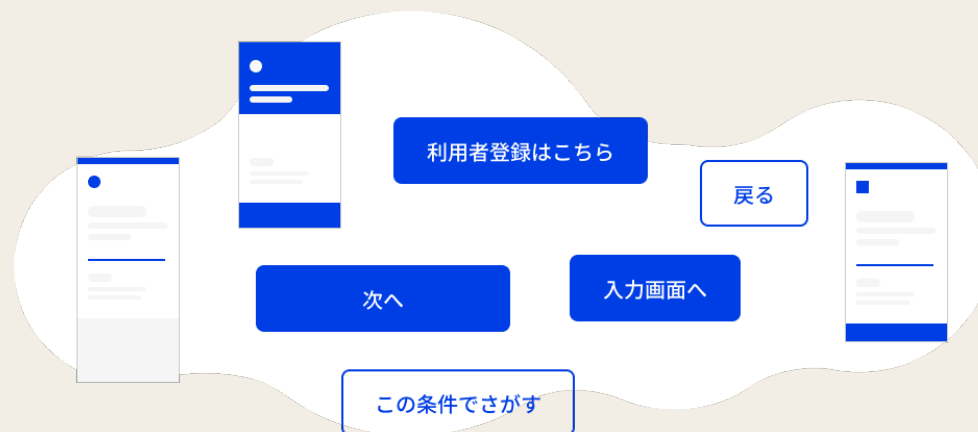 利用者登録はこちら
戻る
次へ
入力画面へ
この条件でさがす